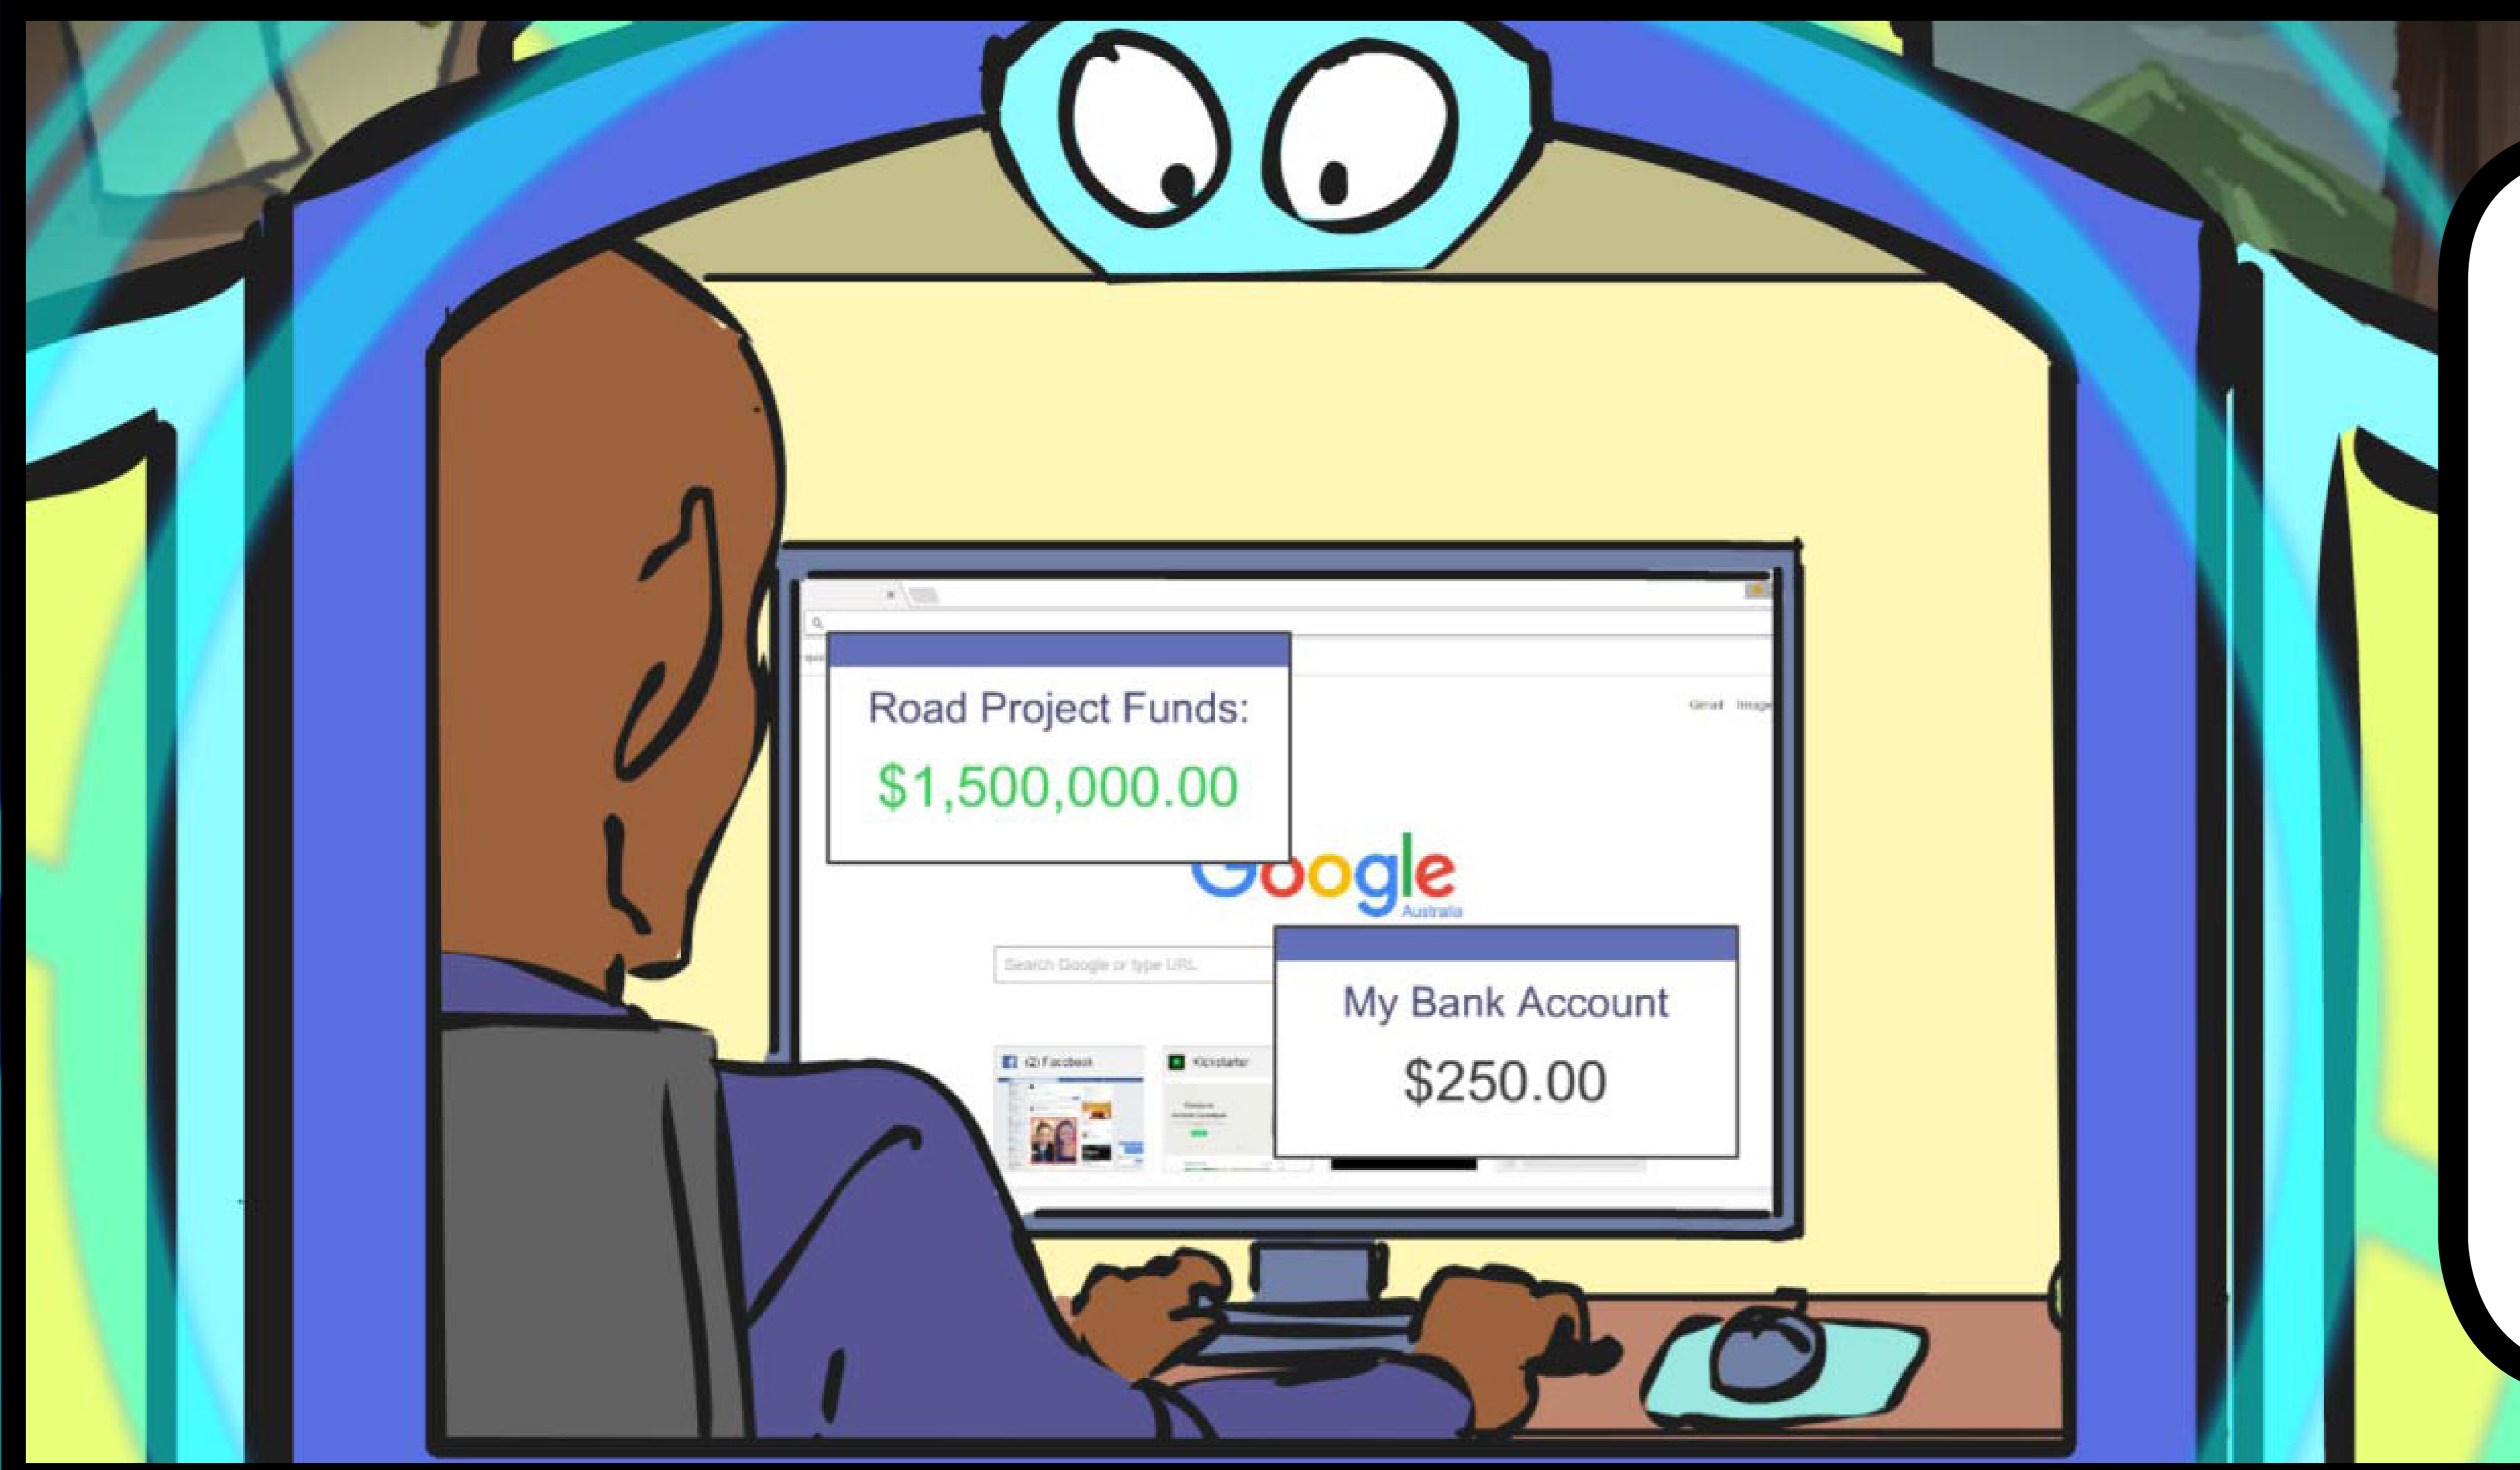 Gmail Image
Road Project Funds:
$1,500,000.00
Google
Australia
Search Google or type URL
My Bank Account
$250.00
(2) Facebook
Kickstarter